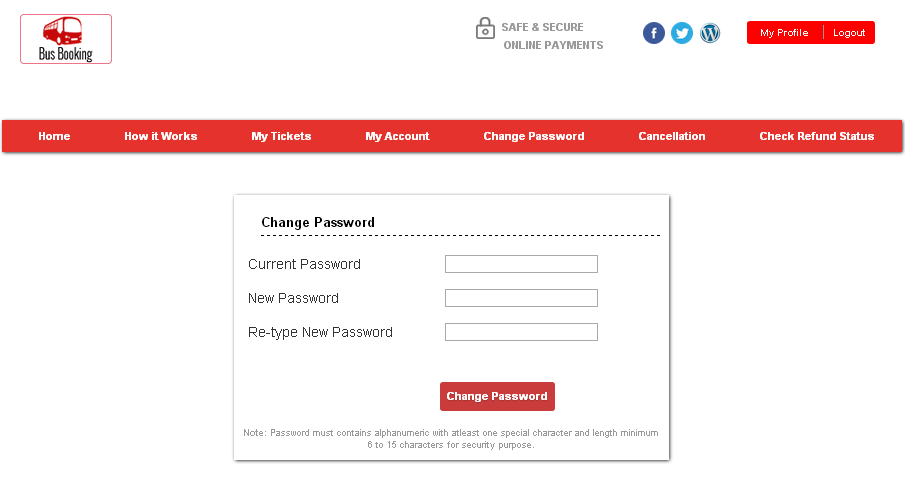 Bus Booking
SAFE & SECURE
ONLINE PAYMENTS
My Profile
Logout
Home
How it Works
My Tickets
My Account
Change Password
Cancellation
Check Refund Status
Change Password
Current Password
New Password
Re-type New Password
Change Password
Note: Password must contains alphanumeric with atleast one special character and length minimum
6 to 15 characters for security purpose.